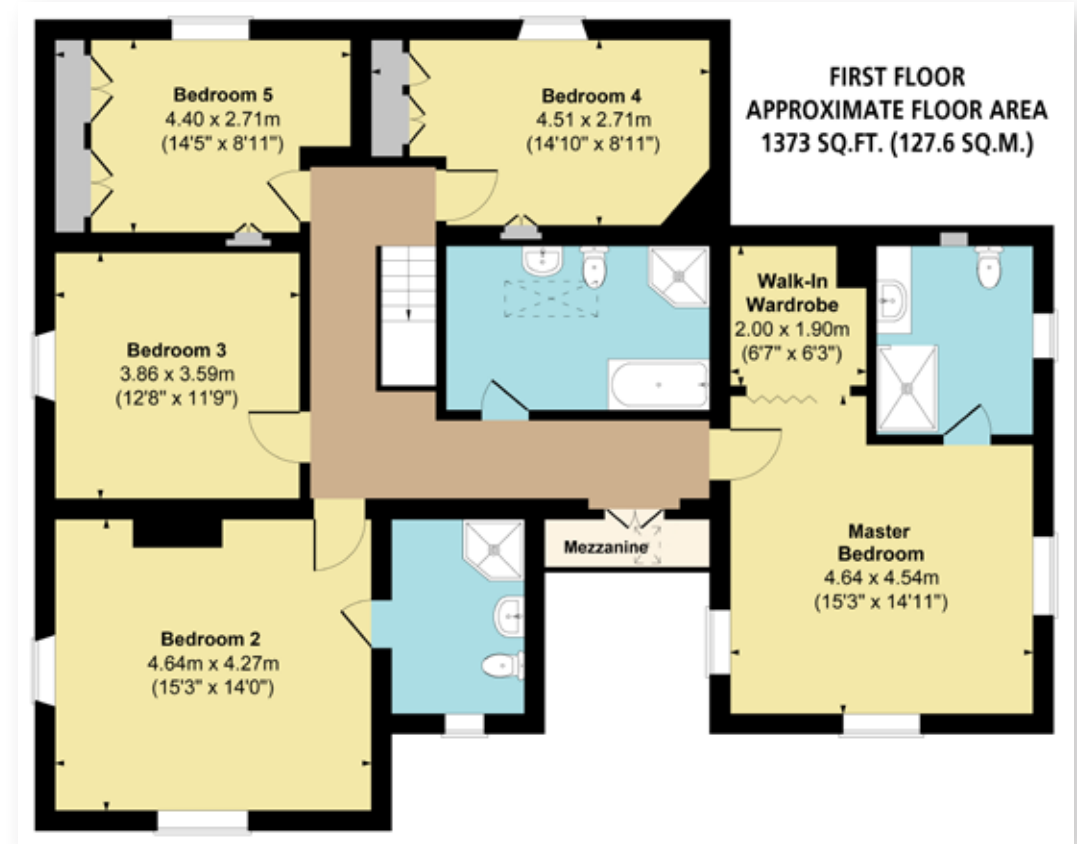 FIRST FLOOR
APPROXIMATE FLOOR AREA
1373 SQ.FT. (127.6 SQ.M.)
Bedroom 5
4.40 x 2.71m
(14'5" x 8'11")
Bedroom 4
4.51 x 2.71m
(14'10" x 8'11")
Walk-In
Wardrobe
2.00 x 1.90m
(6'7" x 6'3")
Bedroom 3
3.86 x 3.59m
(12'8" x 11'9")
Mezzanine
Master
Bedroom
4.64 x 4.54m
(15'3" x 14'11")
Bedroom 2
4.64m x 4.27m
(15'3" x 14'0")